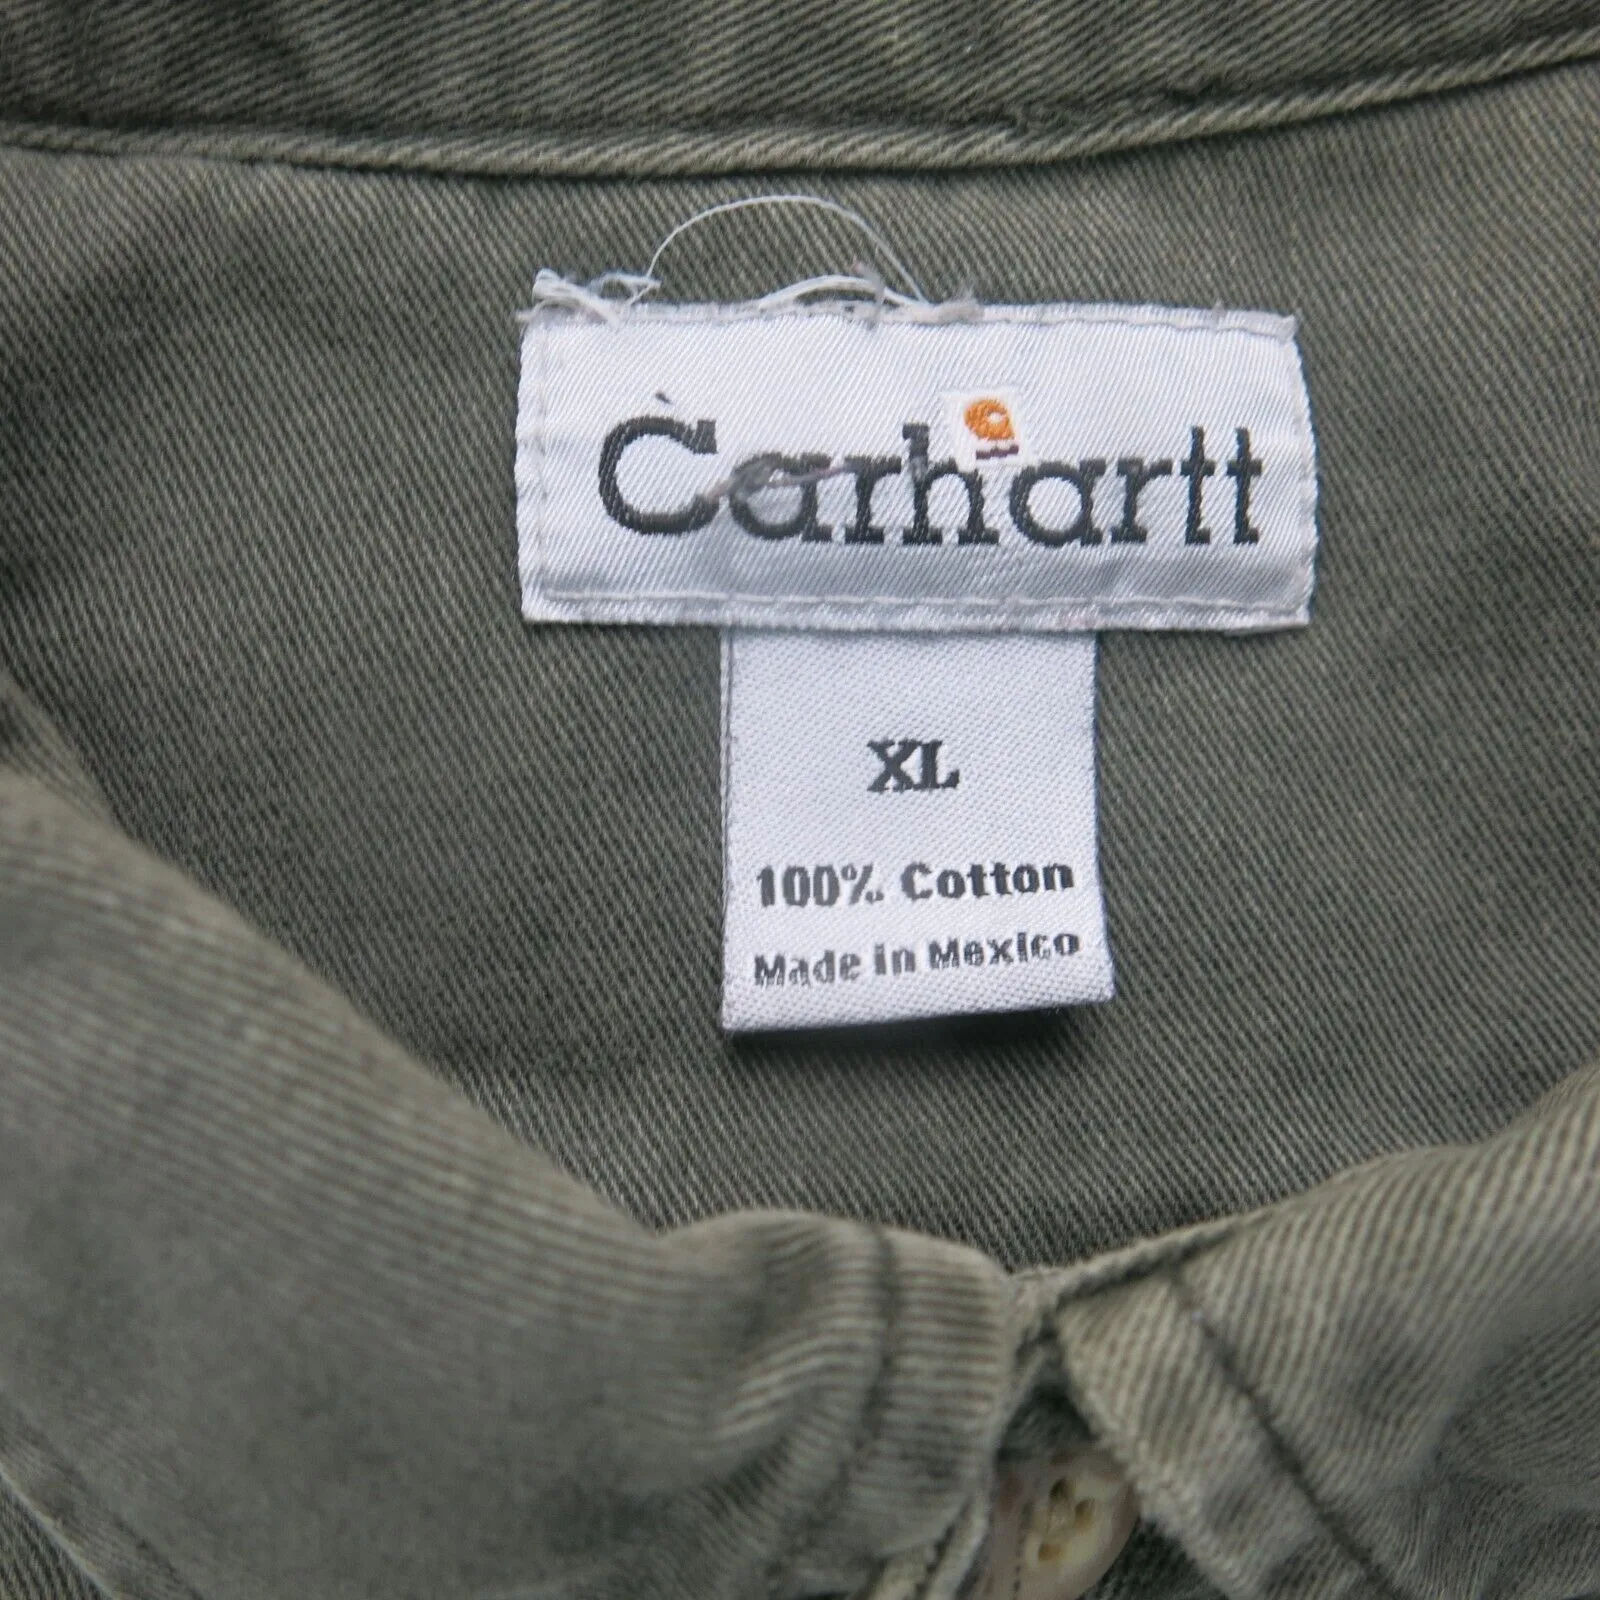 Carhartt
XL
100% Cotton
Made in Mexico